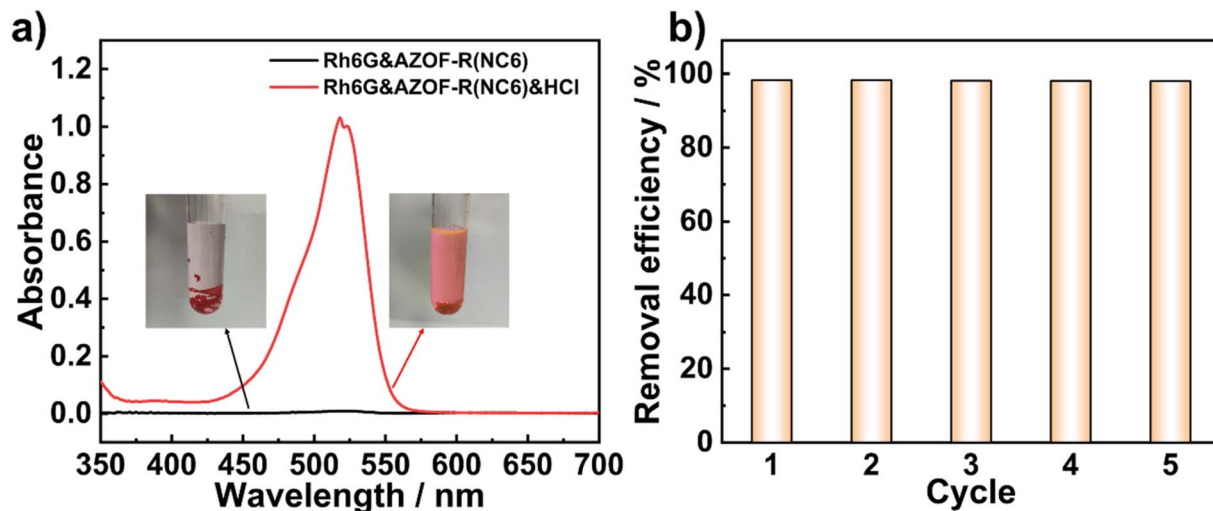 a)
Rh6G&AZOF-R(NC6)
Rh6G&AZOF-R(NC6)&HCl
Absorbance
1.2
1.0
0.8
0.6
0.4
0.2
0.0
350 400 450 500 550 600 650 700
Wavelength / nm
b)
Removal efficiency / %
100
80
60
40
20
0
1 2 3 4 5
Cycle